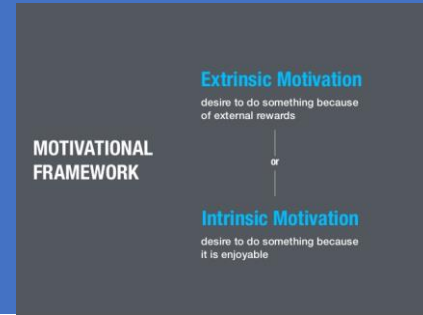 MOTIVATIONAL
FRAMEWORK
Extrinsic Motivation
desire to do something because
of external rewards
or
Intrinsic Motivation
desire to do something because
it is enjoyable